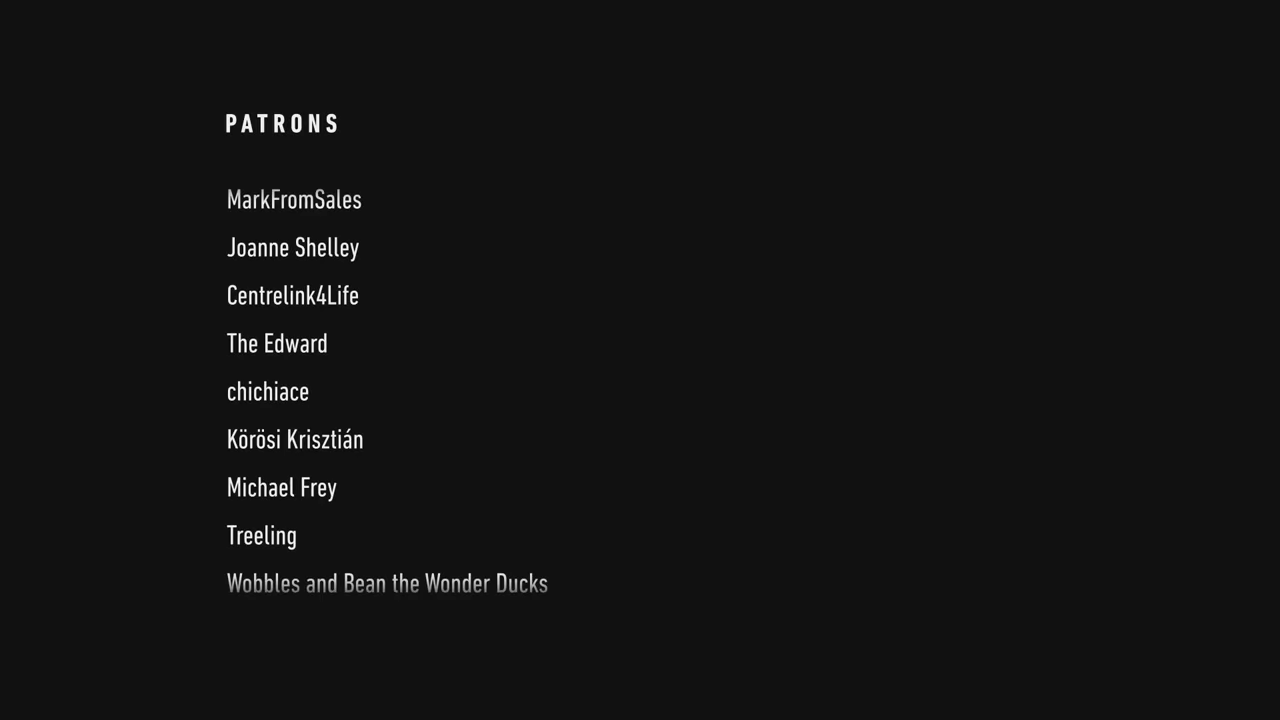 PATRONS
MarkFromSales
Joanne Shelley
Centrelink4Life
The Edward
chichiace
Körösi Krisztián
Michael Frey
Treeling
Wobbles and Bean the Wonder Ducks